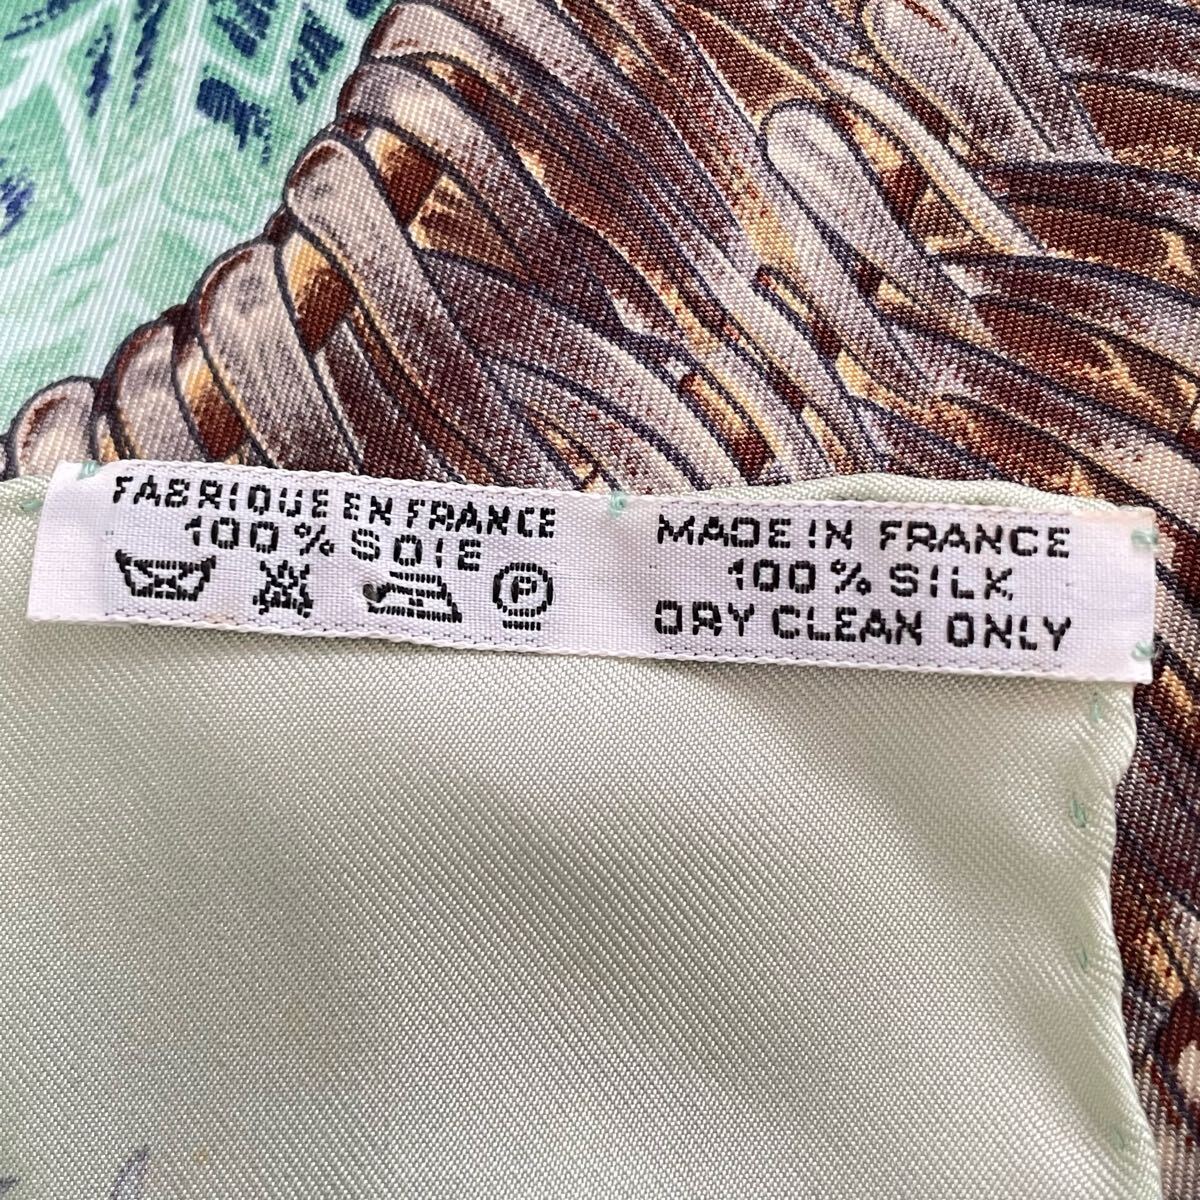 FABRIQUE EN FRANCE
100% SOIE
P
MADE IN FRANCE
100% SILK
DRY CLEAN ONLY